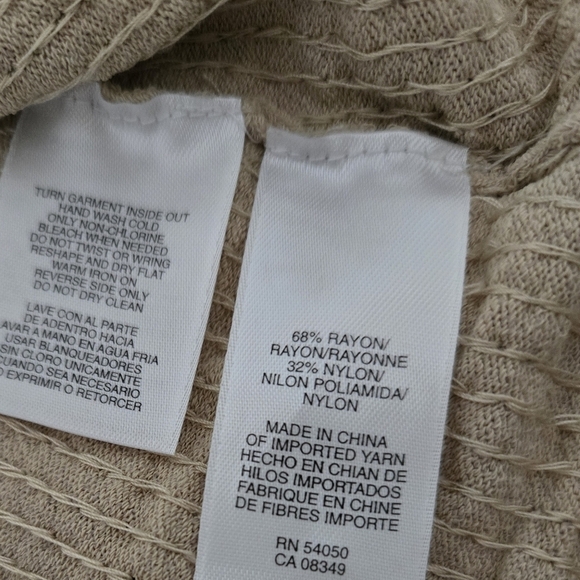 TURN GARMENT INSIDE OUT
HAND WASH COLD
ONLY NON-CHLORINE
BLEACH WHEN NEEDED
DO NOT TWIST OR WRING
RESHAPE AND DRY FLAT
WARM IRON ON
REVERSE SIDE ONLY
DO NOT DRY CLEAN
LAVE CON AL PARTE
DE ADENTRO HACIA
AVAR A MANO EN AGUA FRIA
USAR BLANQUEADORES
SIN CLORO UNICAMENTE
CUANDO SEA NECESARIO
O EXPRIMIR O RETORCER
68% RAYON/
RAYON/RAYONNE
32% NYLON/
NILON POLIAMIDA/
NYLON
MADE IN CHINA
OF IMPORTED YARN
HECHO EN CHIAN DE
HILOS IMPORTADOS
FABRIQUE EN CHINE
DE FIBRES IMPORTE
RN 54050
CA 08349